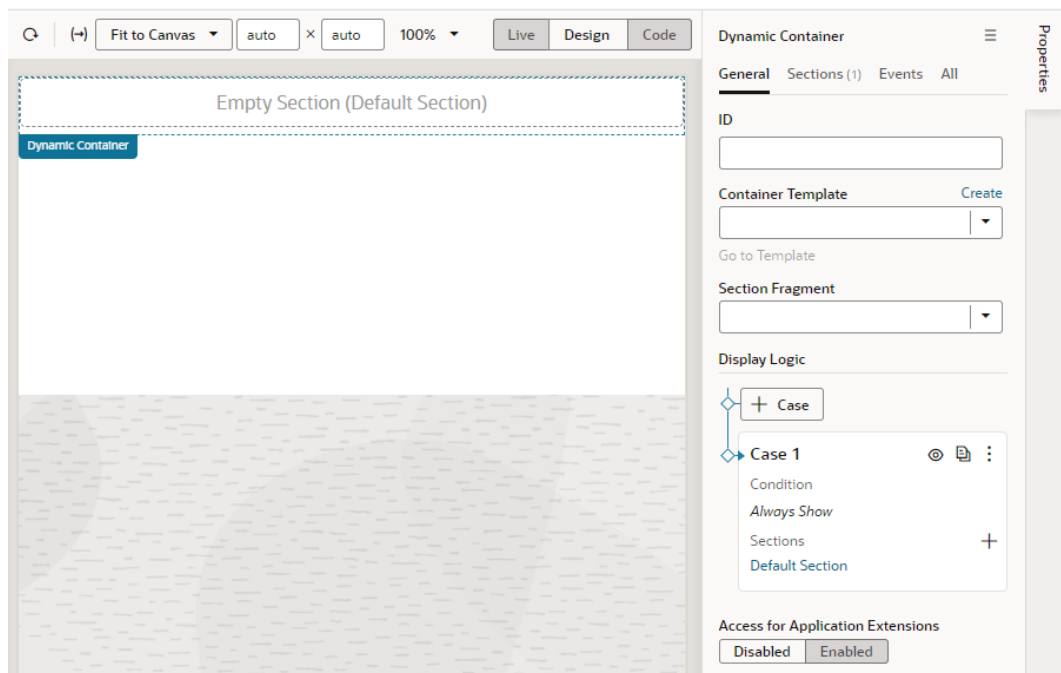 Fit to Canvas auto × auto 100% Live Design Code
Empty Section (Default Section)
Dynamic Container
Dynamic Container
General Sections (1) Events All
ID
Container Template Create
Go to Template
Section Fragment
Display Logic
+ Case
Case 1
Condition
Always Show
Sections
Default Section
Access for Application Extensions
Disabled Enabled
Properties